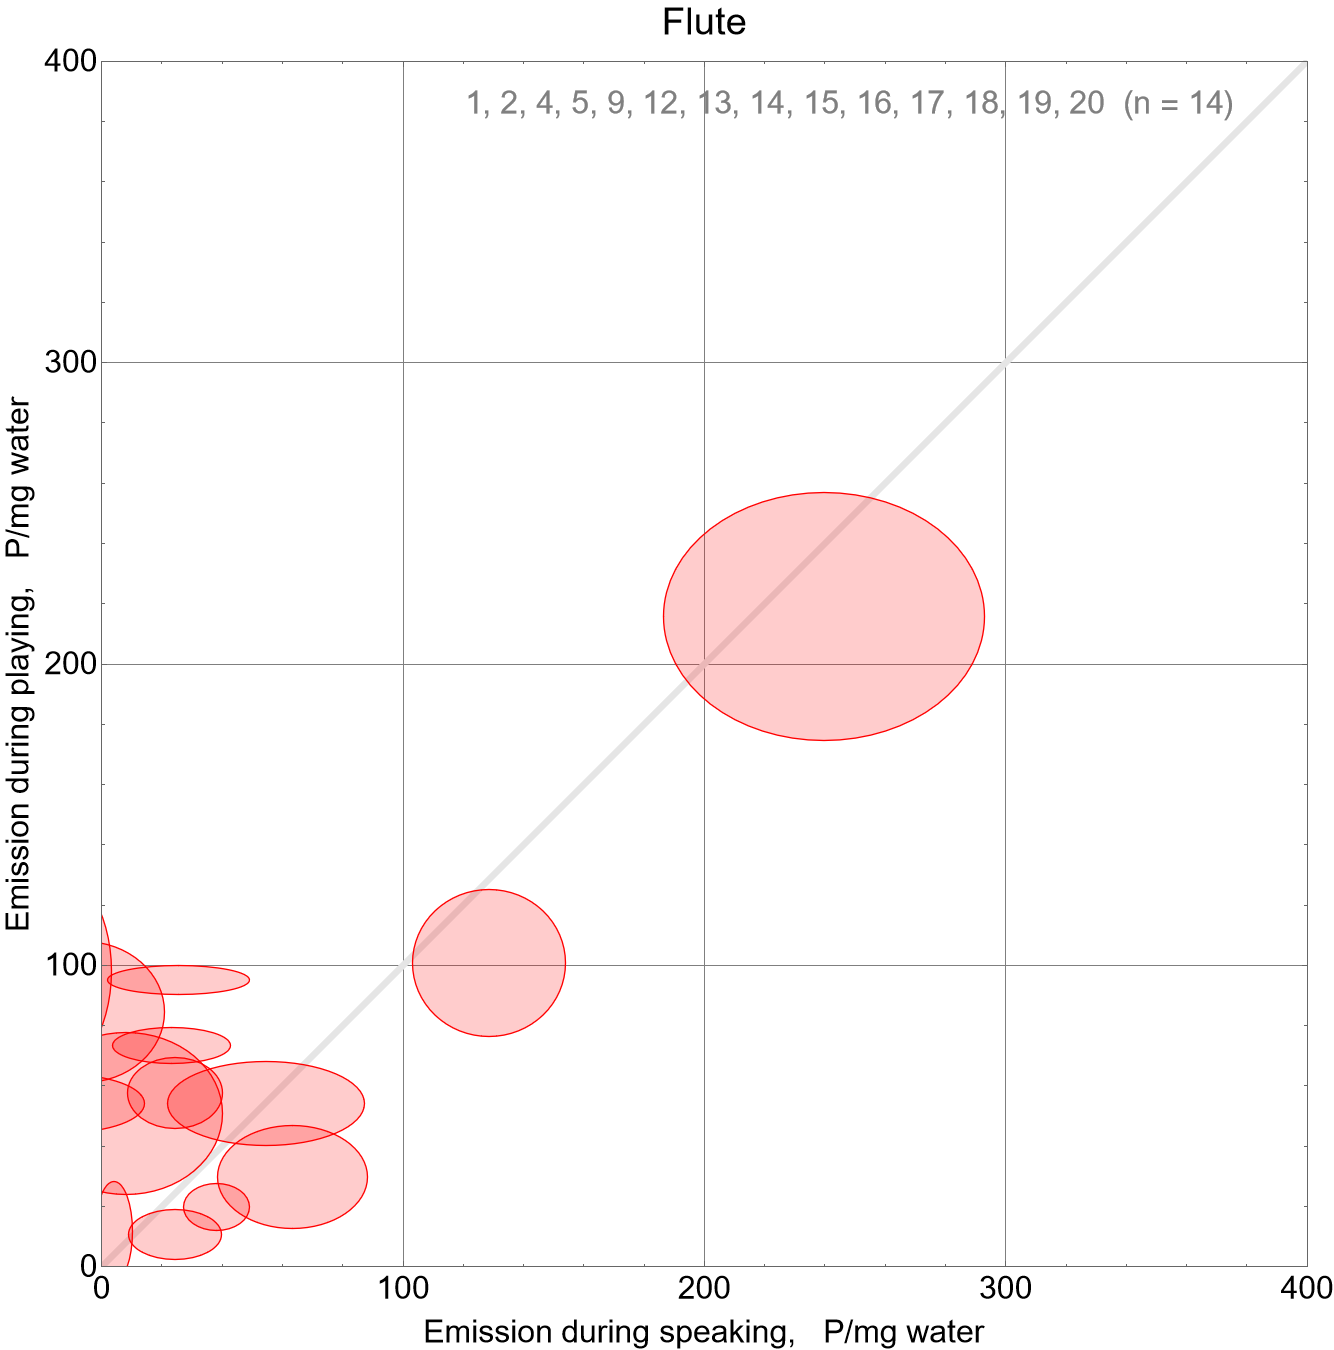 Flute
1, 2, 4, 5, 9, 12, 13, 14, 15, 16, 17, 18, 19, 20 (n = 14)
400
300
200
100
0
Emission during playing, P/mg water
0 100 200 300 400
Emission during speaking, P/mg water